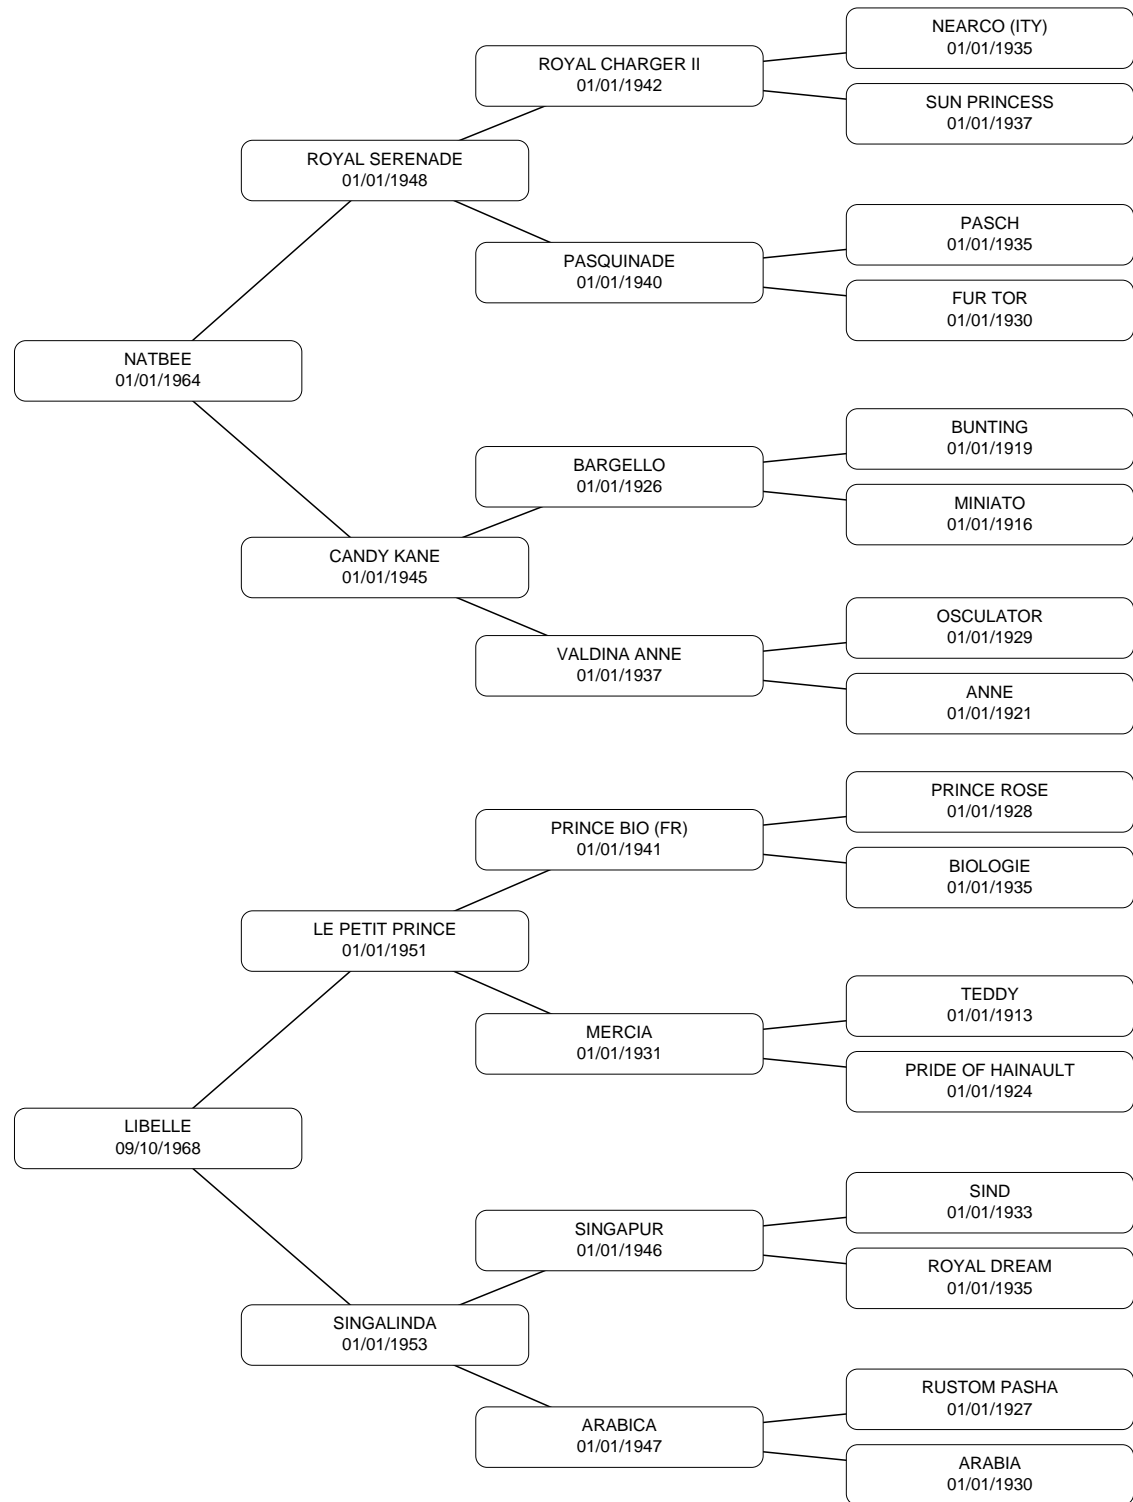 NEARCO (ITY)
01/01/1935
ROYAL CHARGER II
01/01/1942
SUN PRINCESS
01/01/1937
ROYAL SERENADE
01/01/1948
PASCH
01/01/1935
PASQUINADE
01/01/1940
FUR TOR
01/01/1930
NATBEE
01/01/1964
BUNTING
01/01/1919
BARGELLO
01/01/1926
MINIATO
01/01/1916
CANDY KANE
01/01/1945
OSCULATOR
01/01/1929
VALDINA ANNE
01/01/1937
ANNE
01/01/1921
PRINCE ROSE
01/01/1928
PRINCE BIO (FR)
01/01/1941
BIOLOGIE
01/01/1935
LE PETIT PRINCE
01/01/1951
TEDDY
01/01/1913
MERCIA
01/01/1931
PRIDE OF HAINAULT
01/01/1924
LIBELLE
09/10/1968
SIND
01/01/1933
SINGAPUR
01/01/1946
ROYAL DREAM
01/01/1935
SINGALINDA
01/01/1953
RUSTOM PASHA
01/01/1927
ARABICA
01/01/1947
ARABIA
01/01/1930